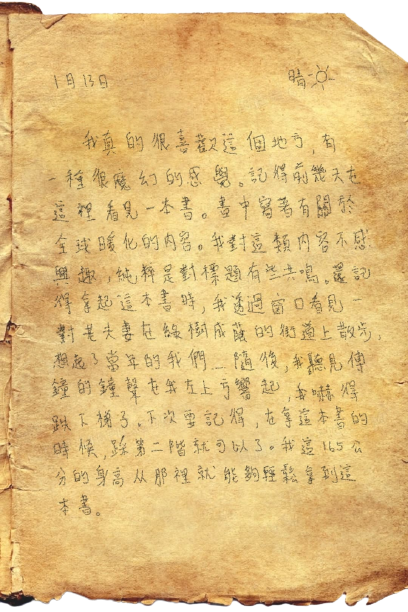 1月13日 晴
我真的很喜歡這個地方,有
一種很魔幻的感覺。記得前幾天在
這裡看見一本書。書中寫著有關於
全球暖化的內容。我對這類內容不感
興趣,純粹是對標題有些共鳴。還記
得拿起這本書時,我透過窗口看見一
對老夫妻在綠樹成蔭的街道上散步,
想起了當年的我們... 隨後,我聽見傳
鐘的鐘聲在我左上方響起,我嚇得
跌下梯子,下次要記得,在拿這本書的
時候,踩第二階就可以了。我這165公
分的身高从那裡就能夠輕鬆拿到這
本書。